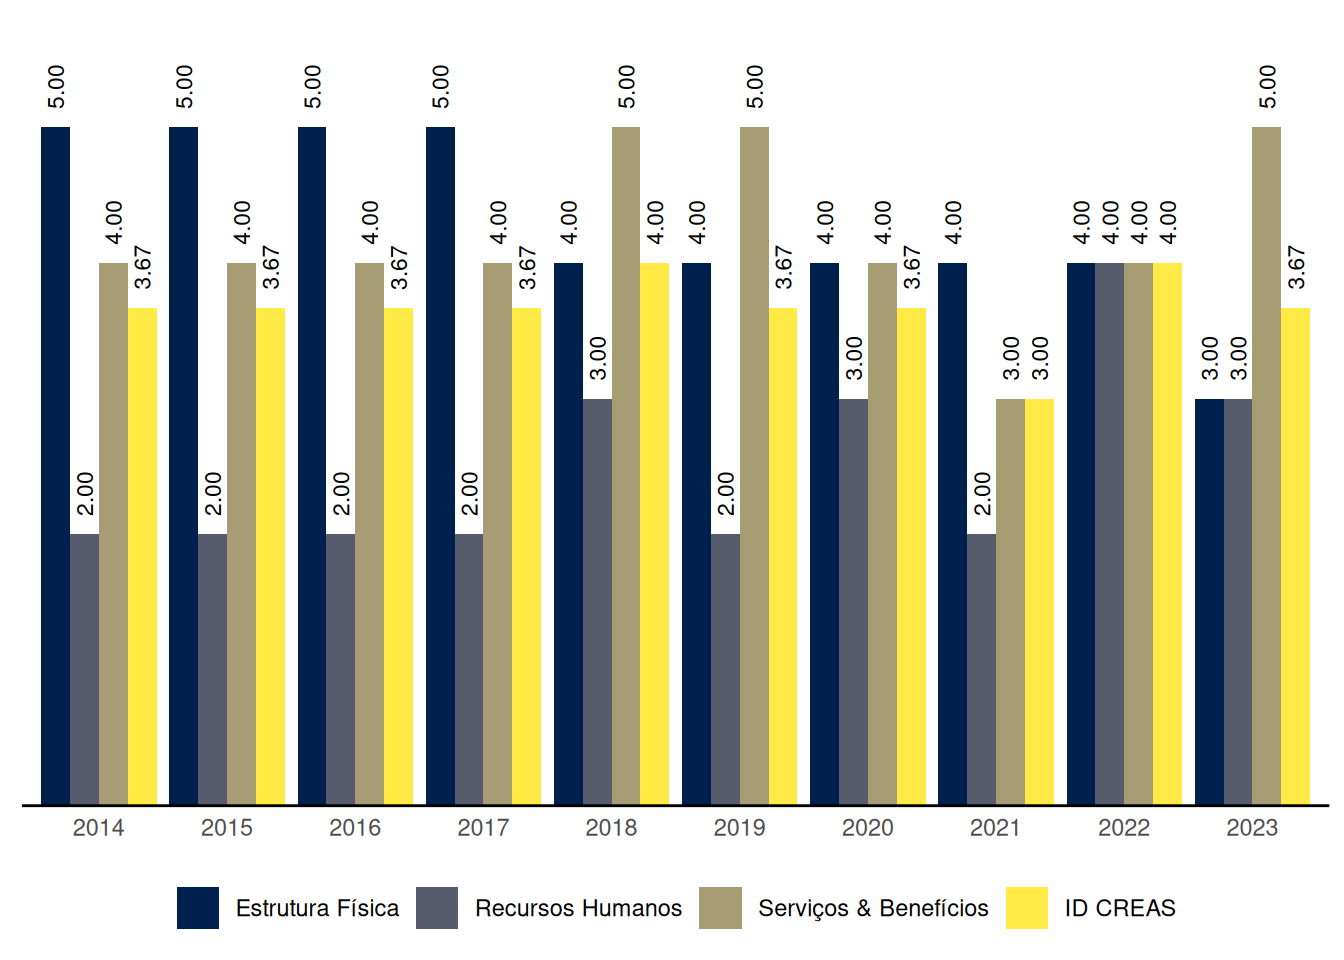 5.00 2.00 4.00 3.67 5.00 2.00 4.00 3.67 5.00 2.00 4.00 3.67 5.00 2.00 4.00 3.67 4.00 3.00 5.00 4.00 4.00 2.00 5.00 3.67 4.00 3.00 4.00 3.67 4.00 2.00 3.00 3.00 4.00 4.00 4.00 4.00 3.00 3.00 5.00 3.67
2014 2015 2016 2017 2018 2019 2020 2021 2022 2023
Estrutura Física Recursos Humanos Serviços & Benefícios ID CREAS